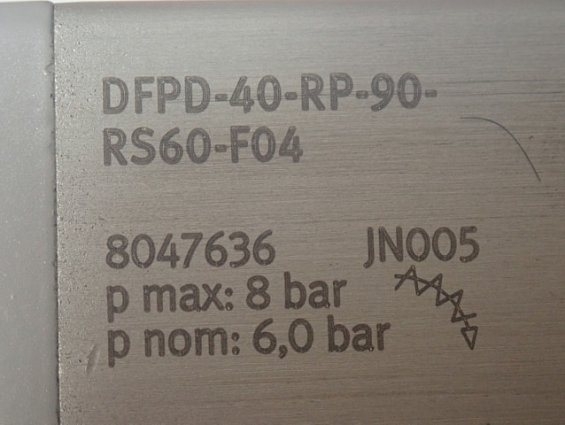 DFPD-40-RP-90-
RS60-F04
8047636 JN005
p max: 8 bar
p nom: 6,0 bar